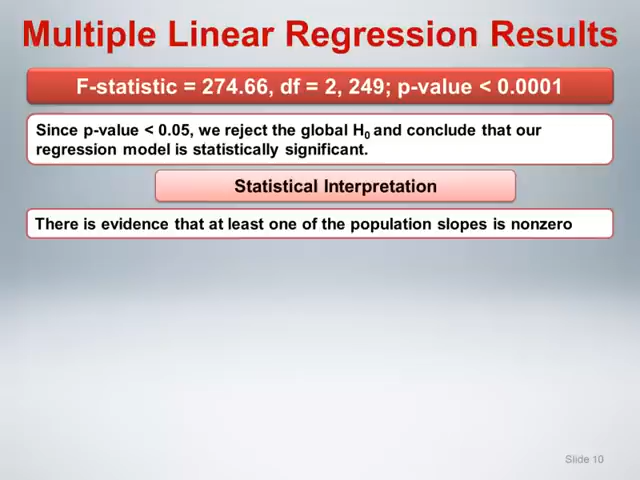 Multiple Linear Regression Results
F-statistic = 274.66, df = 2, 249; p-value < 0.0001
Since p-value < 0.05, we reject the global H0 and conclude that our
regression model is statistically significant.
Statistical Interpretation
There is evidence that at least one of the population slopes is nonzero
Slide 10